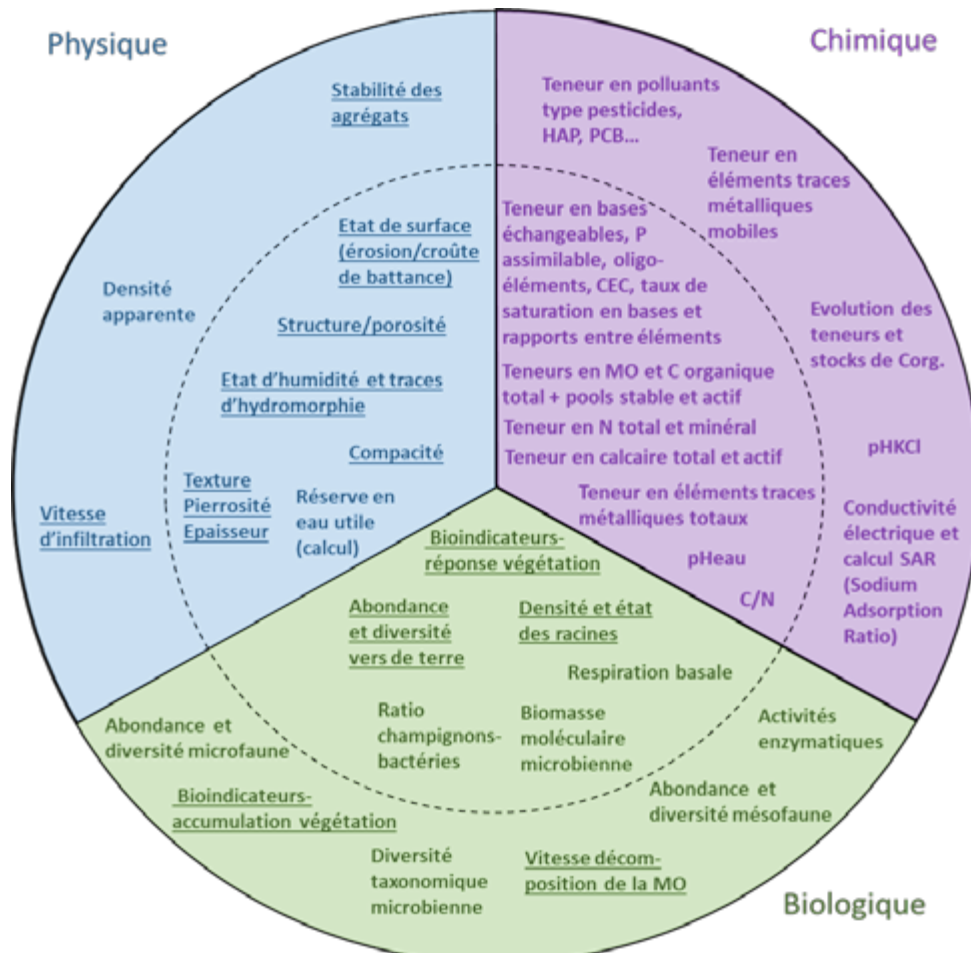 Physique
Chimique
Stabilité des
agrégats
Etat de surface
(érosion/croûte
de battance)
Densité
apparente
Structure/porosité
Etat d'humidité et traces
d'hydromorphie
Compacité
Texture
Pierrosité
Epaisseur
Réserve en
eau utile
(calcul)
Vitesse
d'infiltration
Teneur en polluants
type pesticides,
HAP, PCB...
Teneur en
éléments traces
métalliques
mobiles
Teneur en bases
échangeables, P
assimilable, oligo-
éléments, CEC, taux de
saturation en bases et
rapports entre éléments
Evolution des
teneurs et
stocks de Corg.
Teneurs en MO et C organique
total + pools stable et actif
Teneur en N total et minéral
Teneur en calcaire total et actif
pHKCl
Teneur en éléments traces
métalliques totaux
Conductivité
électrique et
calcul SAR
(Sodium
Adsorption
Ratio)
pHeau
C/N
Bioindicateurs-
réponse végétation
Abondance
et diversité
vers de terre
Densité et état
des racines
Respiration basale
Ratio
champignons-
bactéries
Biomasse
moléculaire
microbienne
Abondance et
diversité microfaune
Activités
enzymatiques
Bioindicateurs-
accumulation végétation
Abondance et
diversité mésofaune
Diversité
taxonomique
microbienne
Vitesse décom-
position de la MO
Biologique